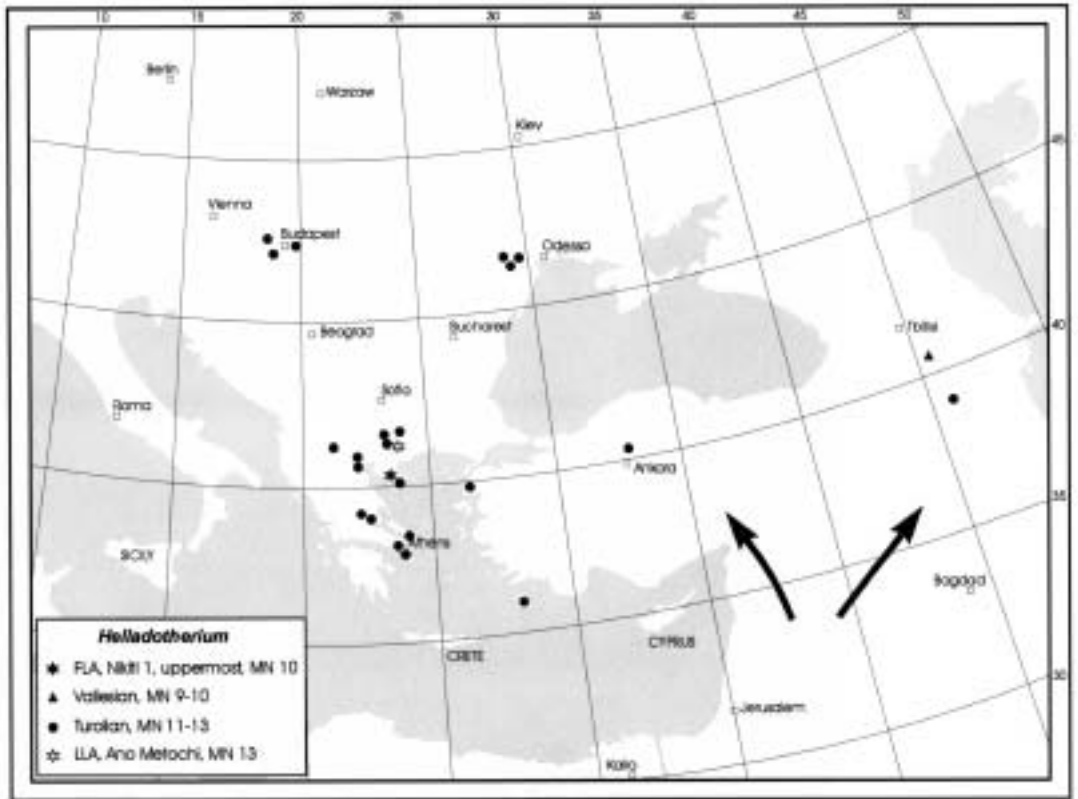 10 15 20 25 30 35 40 45 50
Berlin
Warzaw
Kiev
45
Vienna
Budapest
Odessa
Beograd
Bucharest
Tbilisi
40
Sofia
Roma
Ankara
35
Athens
SICILY
Bagdad
CRETE
CYPRUS
30
Jerusalem
Kairo
Helladotherium
FLA, Nikiti 1, uppermost, MN 10
Vallesian, MN 9-10
Turolian, MN 11-13
LLA, Ano Metochi, MN 13